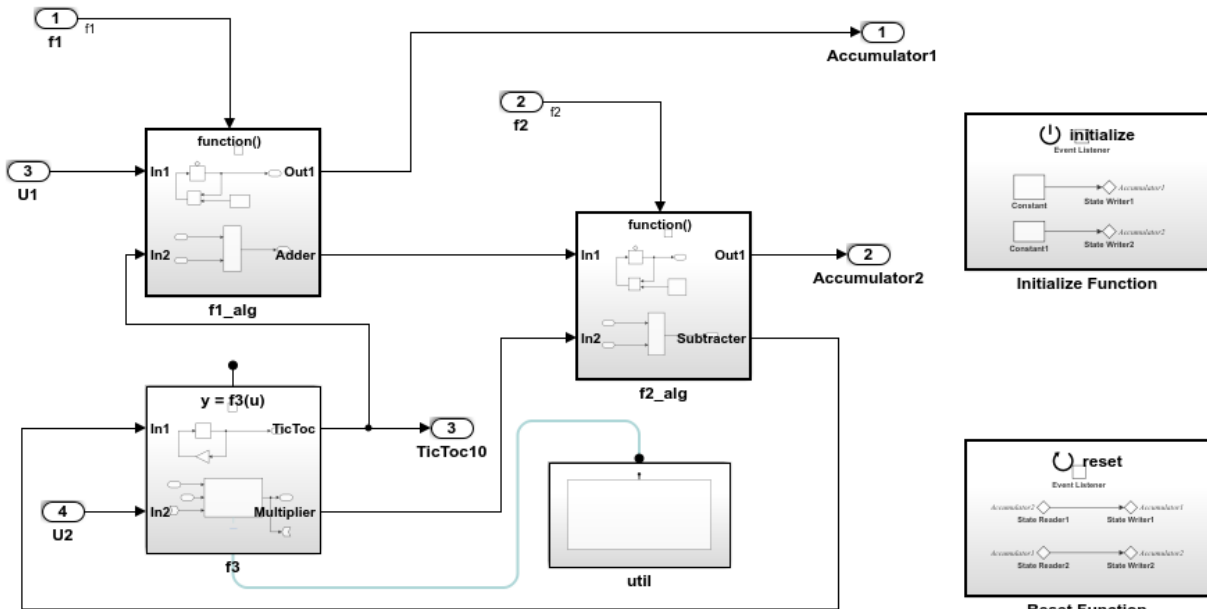 1
f1
f1
1
Accumulator1
2
f2
f2
function()
In1
Out1
3
U1
In2
Adder
f1_alg
function()
In1
Out1
2
Accumulator2
In2
Subtracter
f2_alg
initialize
Event Listener
Accumulator1
Constant
State Writer1
Accumulator2
Constant1
State Writer2
Initialize Function
y = f3(u)
In1
TicToc
3
TicToc10
4
U2
In2
Multiplier
f3
util
reset
Event Listener
Accumulator2
Accumulator1
State Reader1
State Writer1
Accumulator1
Accumulator2
State Reader2
State Writer2
Reset Function